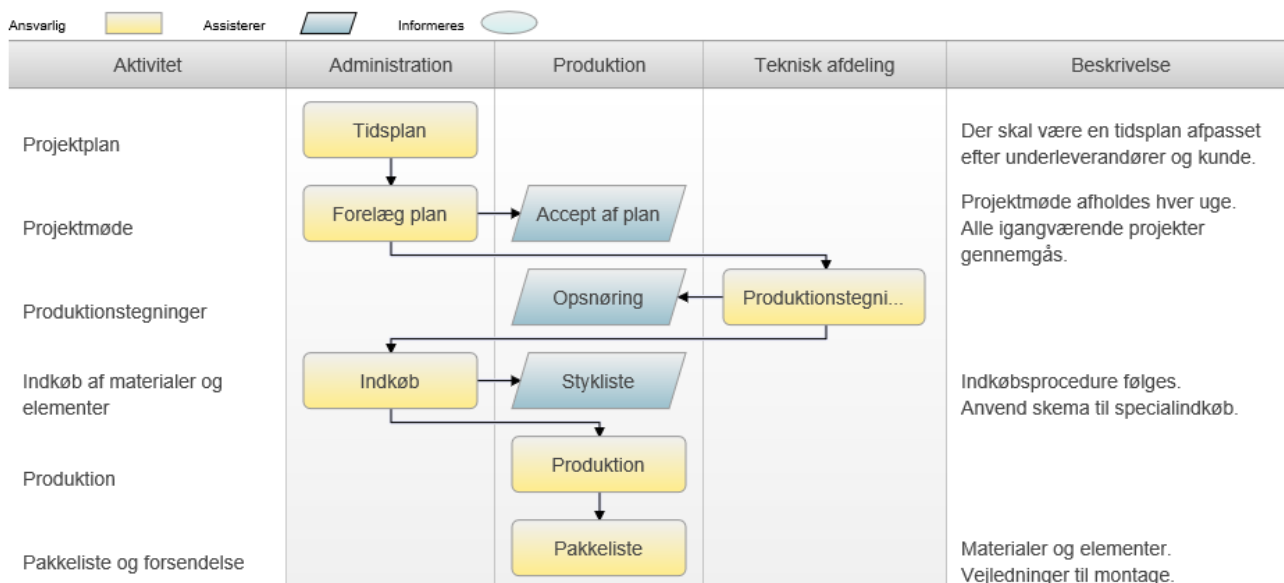 Ansvarlig Assisterer Informeres
Aktivitet Administration Produktion Teknisk afdeling Beskrivelse
Projektplan
Tidsplan
Der skal være en tidsplan afpasset
efter underleverandører og kunde.
Projektmøde
Forelæg plan
Accept af plan
Projektmøde afholdes hver uge.
Alle igangværende projekter
gennemgås.
Produktionstegninger
Opsnøring
Produktionstegni...
Indkøb af materialer og
elementer
Indkøb
Stykliste
Indkøbsprocedure følges.
Anvend skema til specialindkøb.
Produktion
Produktion
Pakkeliste og forsendelse
Pakkeliste
Materialer og elementer.
Vejledninger til montage.